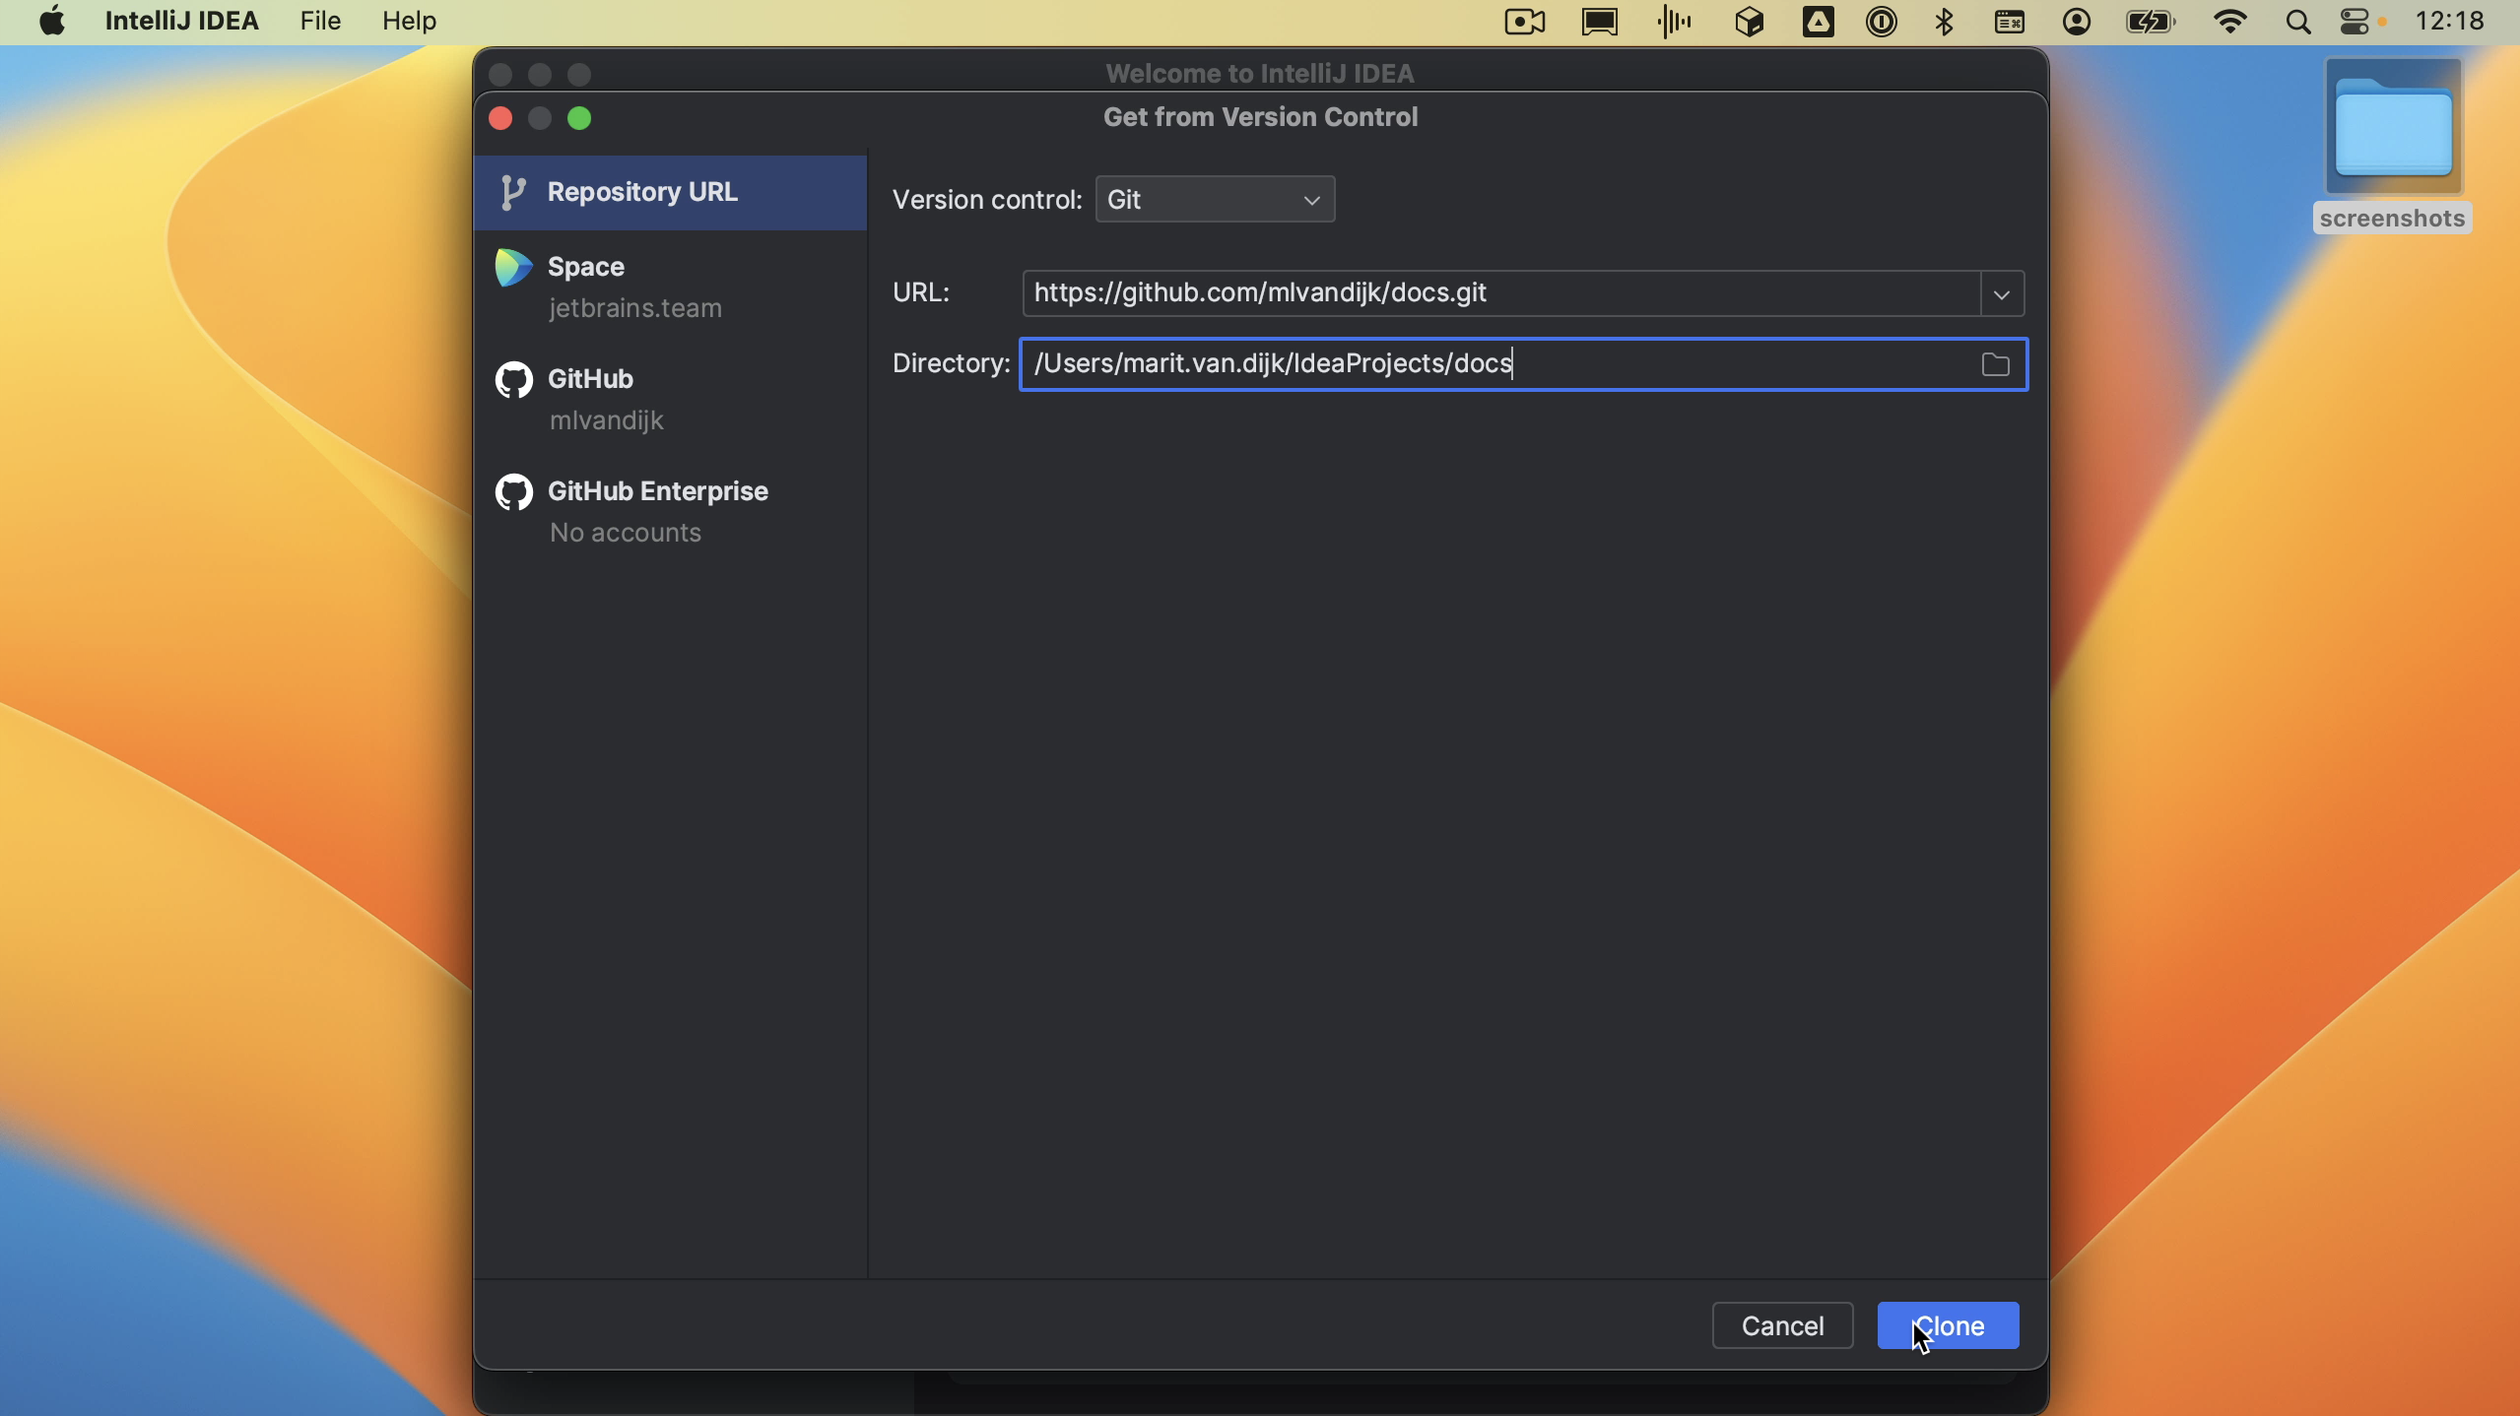 IntelliJ IDEA File Help 12:18
Welcome to IntelliJ IDEA
Get from Version Control
screenshots
Repository URL
Space
jetbrains.team
GitHub
mlvandijk
GitHub Enterprise
No accounts
Version control: Git
URL: https://github.com/mlvandijk/docs.git
Directory: /Users/marit.van.dijk/IdeaProjects/docs
Cancel Clone